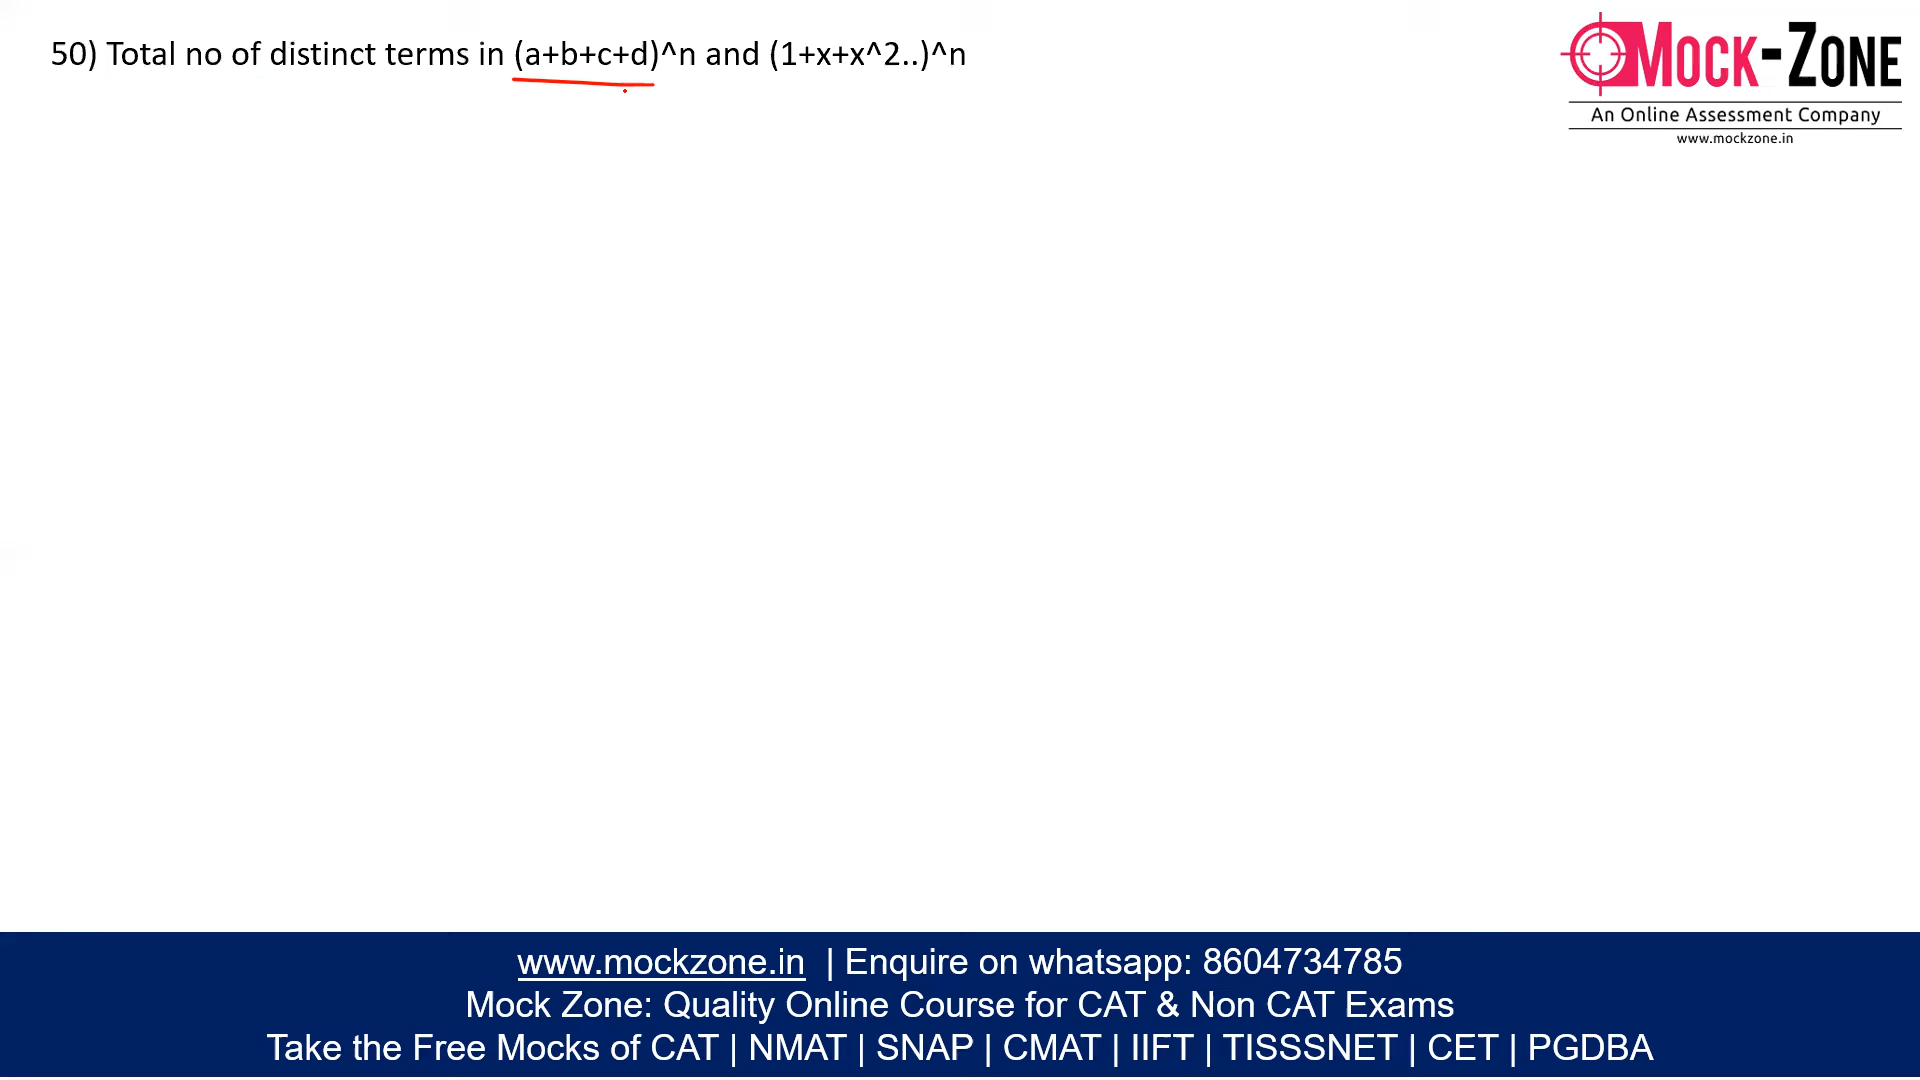 50) Total no of distinct terms in (a+b+c+d)^n and (1+x+x^2..)^n
MOCK-ZONE
An Online Assessment Company
www.mockzone.in
www.mockzone.in | Enquire on whatsapp: 8604734785
Mock Zone: Quality Online Course for CAT & Non CAT Exams
Take the Free Mocks of CAT | NMAT | SNAP | CMAT | IIFT | TISSSNET | CET | PGDBA